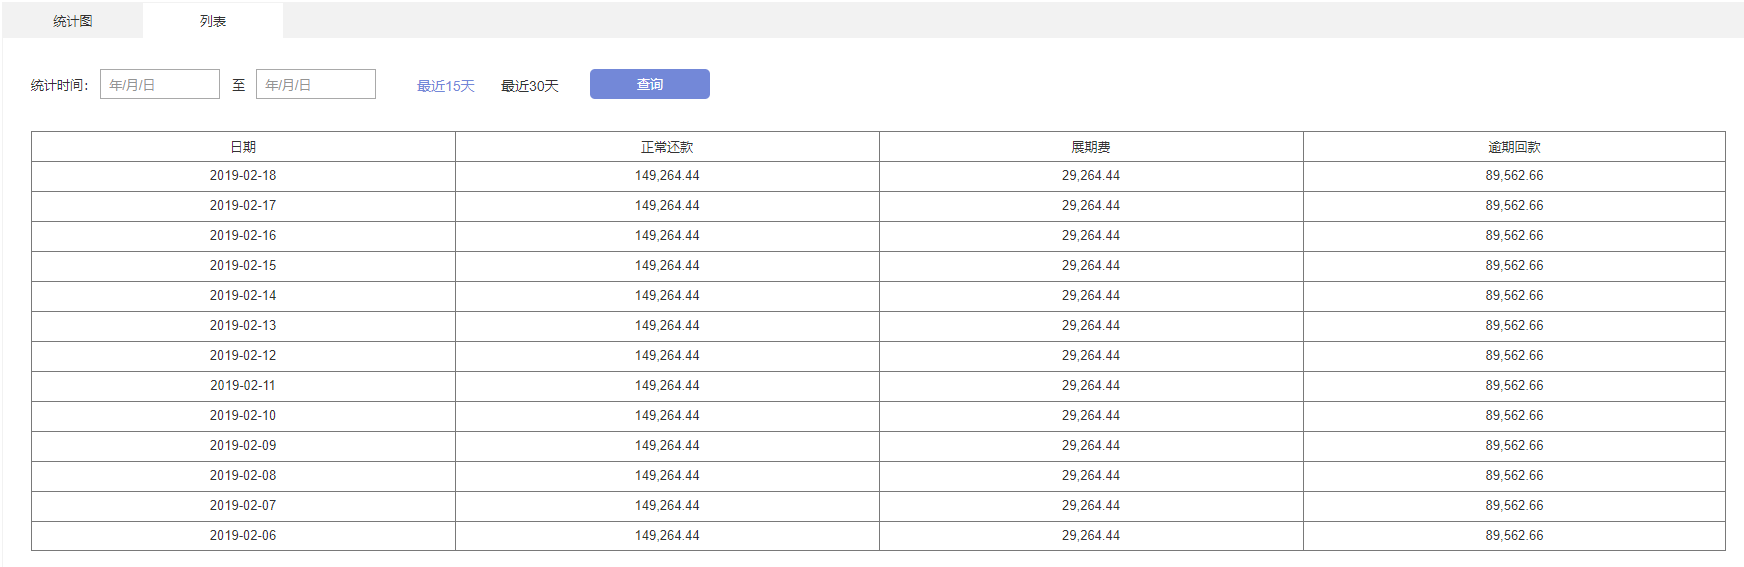 统计图 列表
统计时间： 年/月/日 至 年/月/日 最近15天 最近30天 查询
日期 正常还款 展期费 逾期回款
2019-02-18 149,264.44 29,264.44 89,562.66
2019-02-17 149,264.44 29,264.44 89,562.66
2019-02-16 149,264.44 29,264.44 89,562.66
2019-02-15 149,264.44 29,264.44 89,562.66
2019-02-14 149,264.44 29,264.44 89,562.66
2019-02-13 149,264.44 29,264.44 89,562.66
2019-02-12 149,264.44 29,264.44 89,562.66
2019-02-11 149,264.44 29,264.44 89,562.66
2019-02-10 149,264.44 29,264.44 89,562.66
2019-02-09 149,264.44 29,264.44 89,562.66
2019-02-08 149,264.44 29,264.44 89,562.66
2019-02-07 149,264.44 29,264.44 89,562.66
2019-02-06 149,264.44 29,264.44 89,562.66